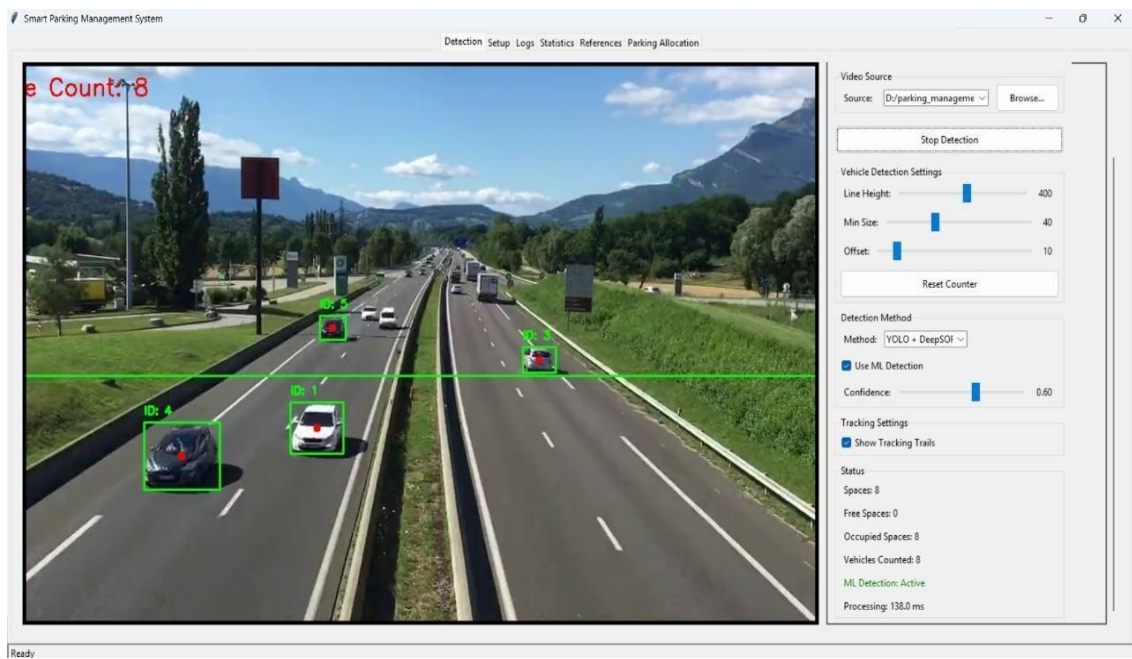 Smart Parking Management System
Detection Setup Logs Statistics References Parking Allocation
e Count: 8
ID: 5
ID: 3
ID: 1
ID: 4
Video Source
Source: D:/parking_manageme Browse...
Stop Detection
Vehicle Detection Settings
Line Height: 400
Min Size: 40
Offset: 10
Reset Counter
Detection Method
Method: YOLO + DeepSOI
Use ML Detection
Confidence: 0.60
Tracking Settings
Show Tracking Trails
Status
Spaces: 8
Free Spaces: 0
Occupied Spaces: 8
Vehicles Counted: 8
ML Detection: Active
Processing: 138.0 ms
Ready